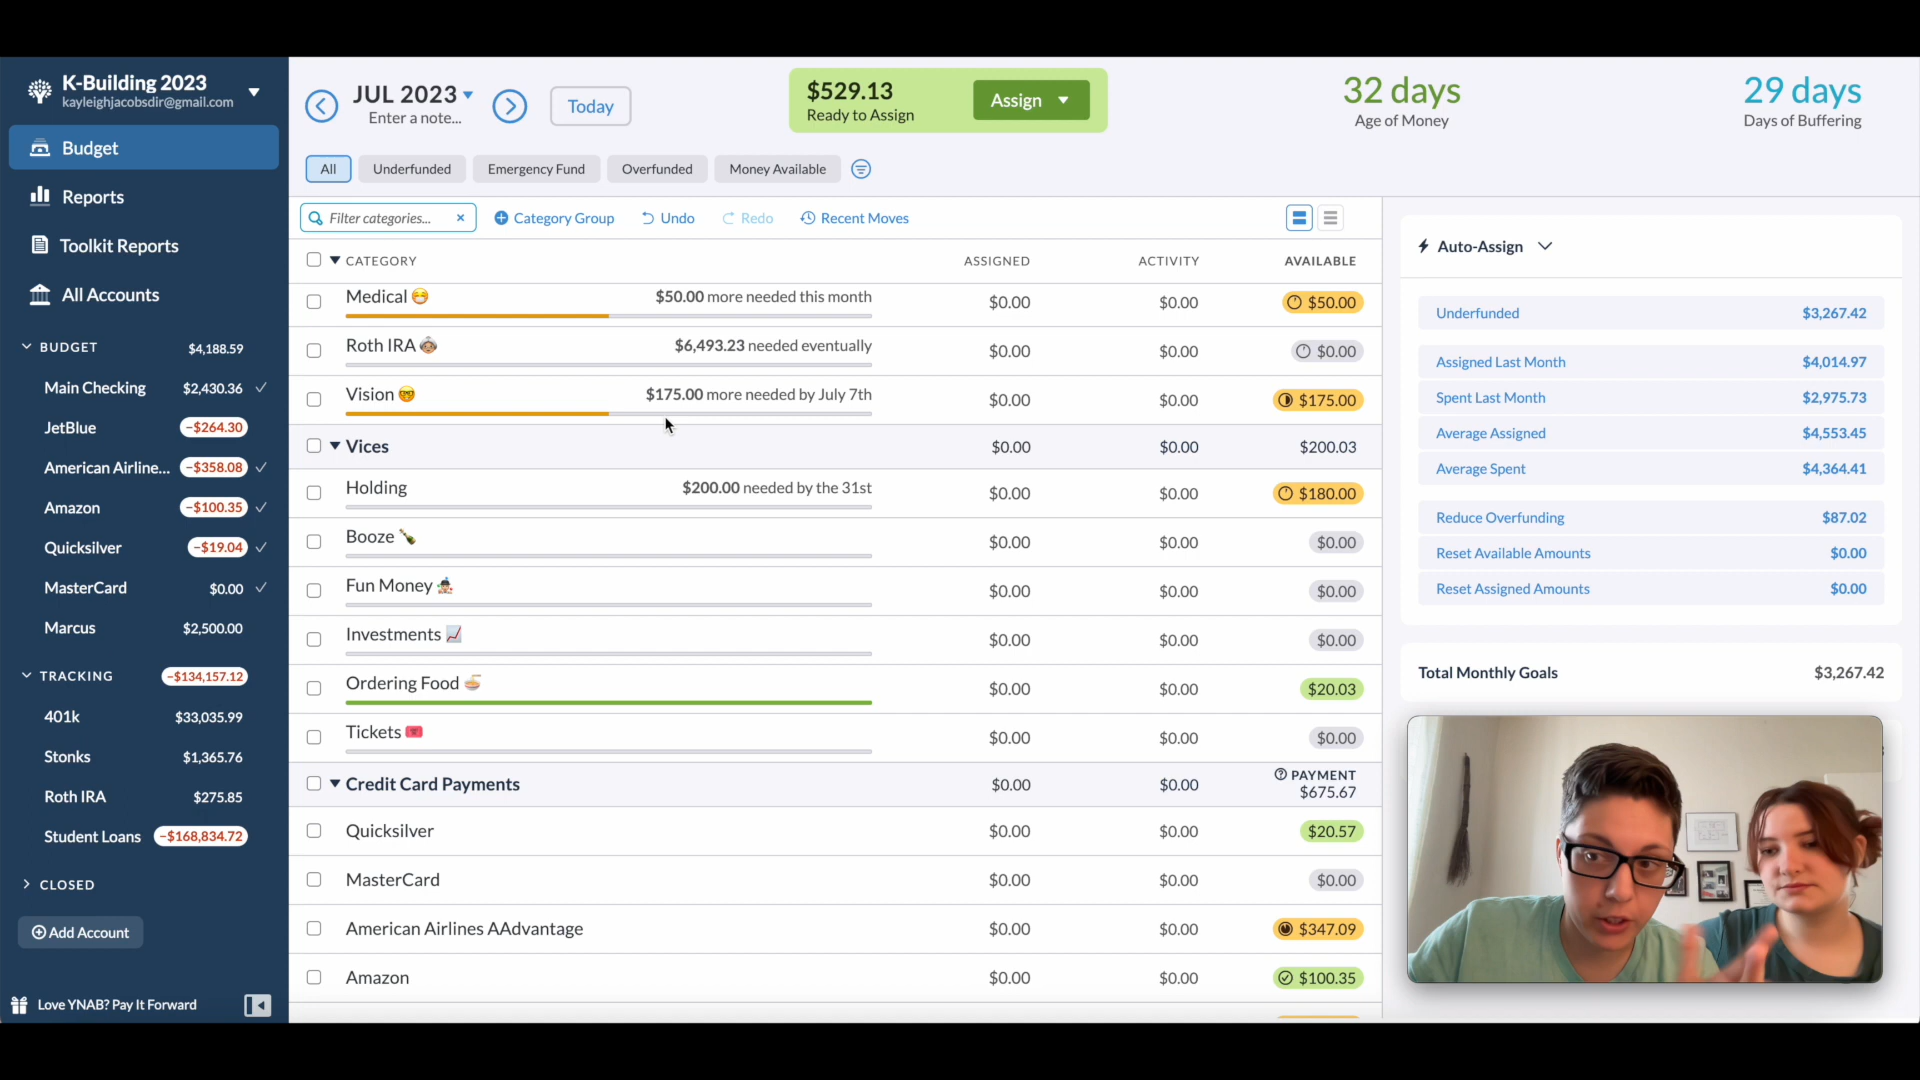 K-Building 2023
kayleighjacobsdir@gmail.com
Budget
Reports
Toolkit Reports
All Accounts
BUDGET $4,188.59
Main Checking $2,430.36
JetBlue -$264.30
American Airline... -$358.08
Amazon -$100.35
Quicksilver -$19.04
MasterCard $0.00
Marcus $2,500.00
TRACKING -$134,157.12
401k $33,035.99
Stonks $1,365.76
Roth IRA $275.85
Student Loans -$168,834.72
CLOSED
Add Account
Love YNAB? Pay It Forward
JUL 2023
Enter a note...
Today
$529.13
Ready to Assign
Assign
32 days
Age of Money
29 days
Days of Buffering
All Underfunded Emergency Fund Overfunded Money Available
Filter categories... Category Group Undo Redo Recent Moves
CATEGORY ASSIGNED ACTIVITY AVAILABLE
Medical $50.00 more needed this month $0.00 $0.00 $50.00
Roth IRA $6,493.23 needed eventually $0.00 $0.00 $0.00
Vision $175.00 more needed by July 7th $0.00 $0.00 $175.00
Vices $0.00 $0.00 $200.03
Holding $200.00 needed by the 31st $0.00 $0.00 $180.00
Booze $0.00 $0.00 $0.00
Fun Money $0.00 $0.00 $0.00
Investments $0.00 $0.00 $0.00
Ordering Food $0.00 $0.00 $20.03
Tickets $0.00 $0.00 $0.00
Credit Card Payments $0.00 $0.00 PAYMENT $675.67
Quicksilver $0.00 $0.00 $20.57
MasterCard $0.00 $0.00 $0.00
American Airlines AAdvantage $0.00 $0.00 $347.09
Amazon $0.00 $0.00 $100.35
Auto-Assign
Underfunded $3,267.42
Assigned Last Month $4,014.97
Spent Last Month $2,975.73
Average Assigned $4,553.45
Average Spent $4,364.41
Reduce Overfunding $87.02
Reset Available Amounts $0.00
Reset Assigned Amounts $0.00
Total Monthly Goals $3,267.42